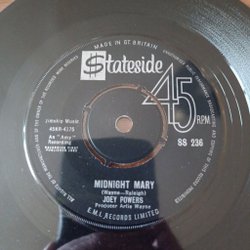 MADE IN GT. BRITAIN
Stateside
45
RPM
Jimskip Music
45XR-4175
An "Amy"
Recording
SS 236
MIDNIGHT MARY
(Wayne—Raleigh)
JOEY POWERS
Producer Artie Wayne
E.M.I. RECORDS LIMITED